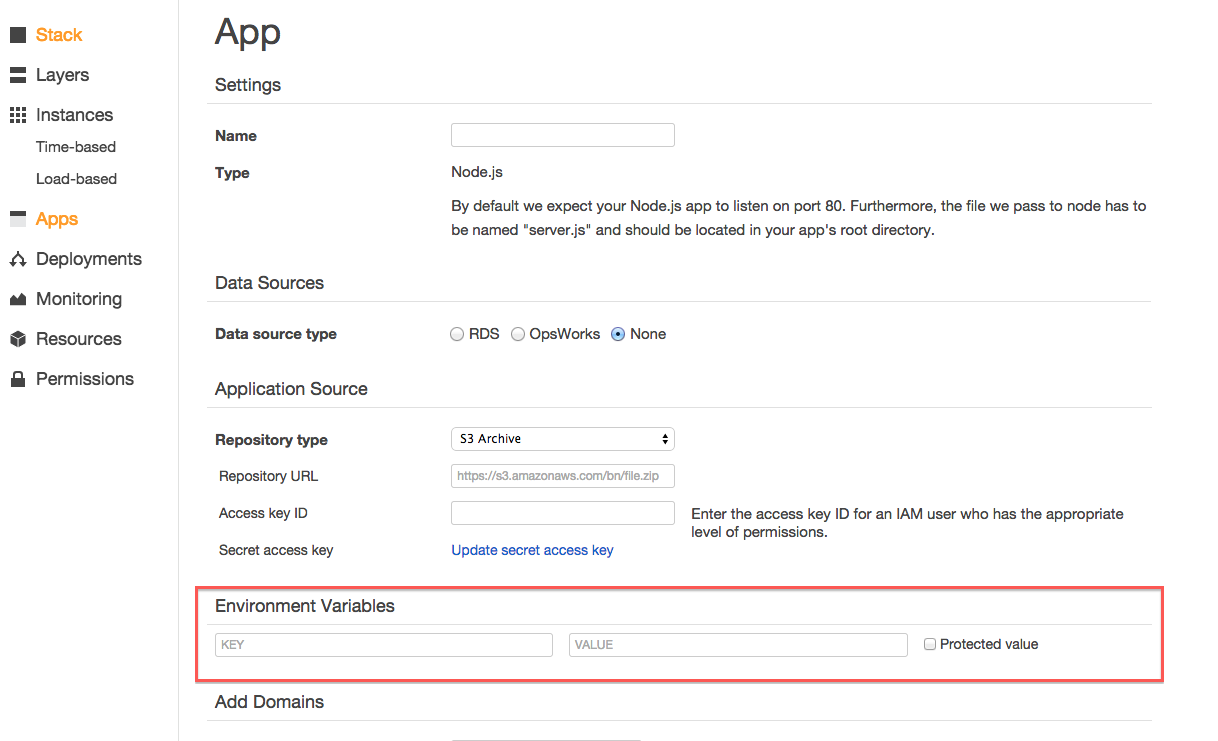 Stack
Layers
Instances
Time-based
Load-based
Apps
Deployments
Monitoring
Resources
Permissions
App
Settings
Name
Type
Node.js
By default we expect your Node.js app to listen on port 80. Furthermore, the file we pass to node has to
be named "server.js" and should be located in your app's root directory.
Data Sources
Data source type
RDS
OpsWorks
None
Application Source
Repository type
S3 Archive
Repository URL
https://s3.amazonaws.com/bn/file.zip
Access key ID
Enter the access key ID for an IAM user who has the appropriate
level of permissions.
Secret access key
Update secret access key
Environment Variables
KEY
VALUE
Protected value
Add Domains